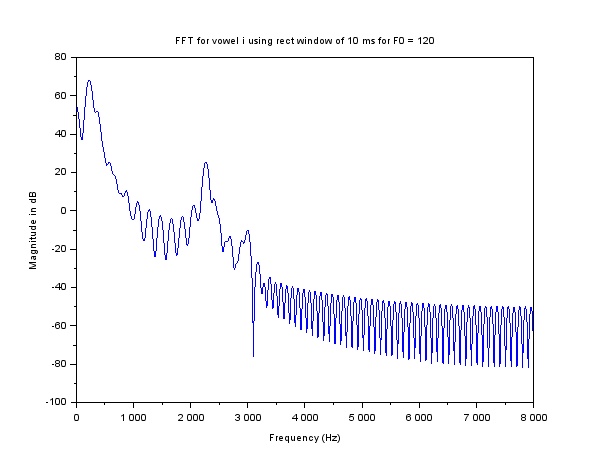 FFT for vowel i using rect window of 10 ms for F0 = 120
80
60
40
20
0
-20
-40
-60
-80
-100
Magnitude in dB
0 1 000 2 000 3 000 4 000 5 000 6 000 7 000 8 000
Frequency (Hz)